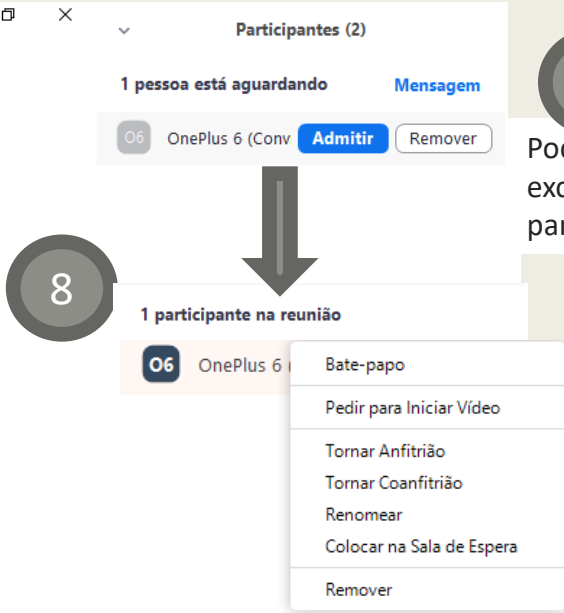 Participantes (2)
1 pessoa está aguardando Mensagem
O6 OnePlus 6 (Conv Admitir Remover
8
1 participante na reunião
O6 OnePlus 6
Bate-papo
Pedir para Iniciar Vídeo
Tornar Anfitrião
Tornar Coanfitrião
Renomear
Colocar na Sala de Espera
Remover